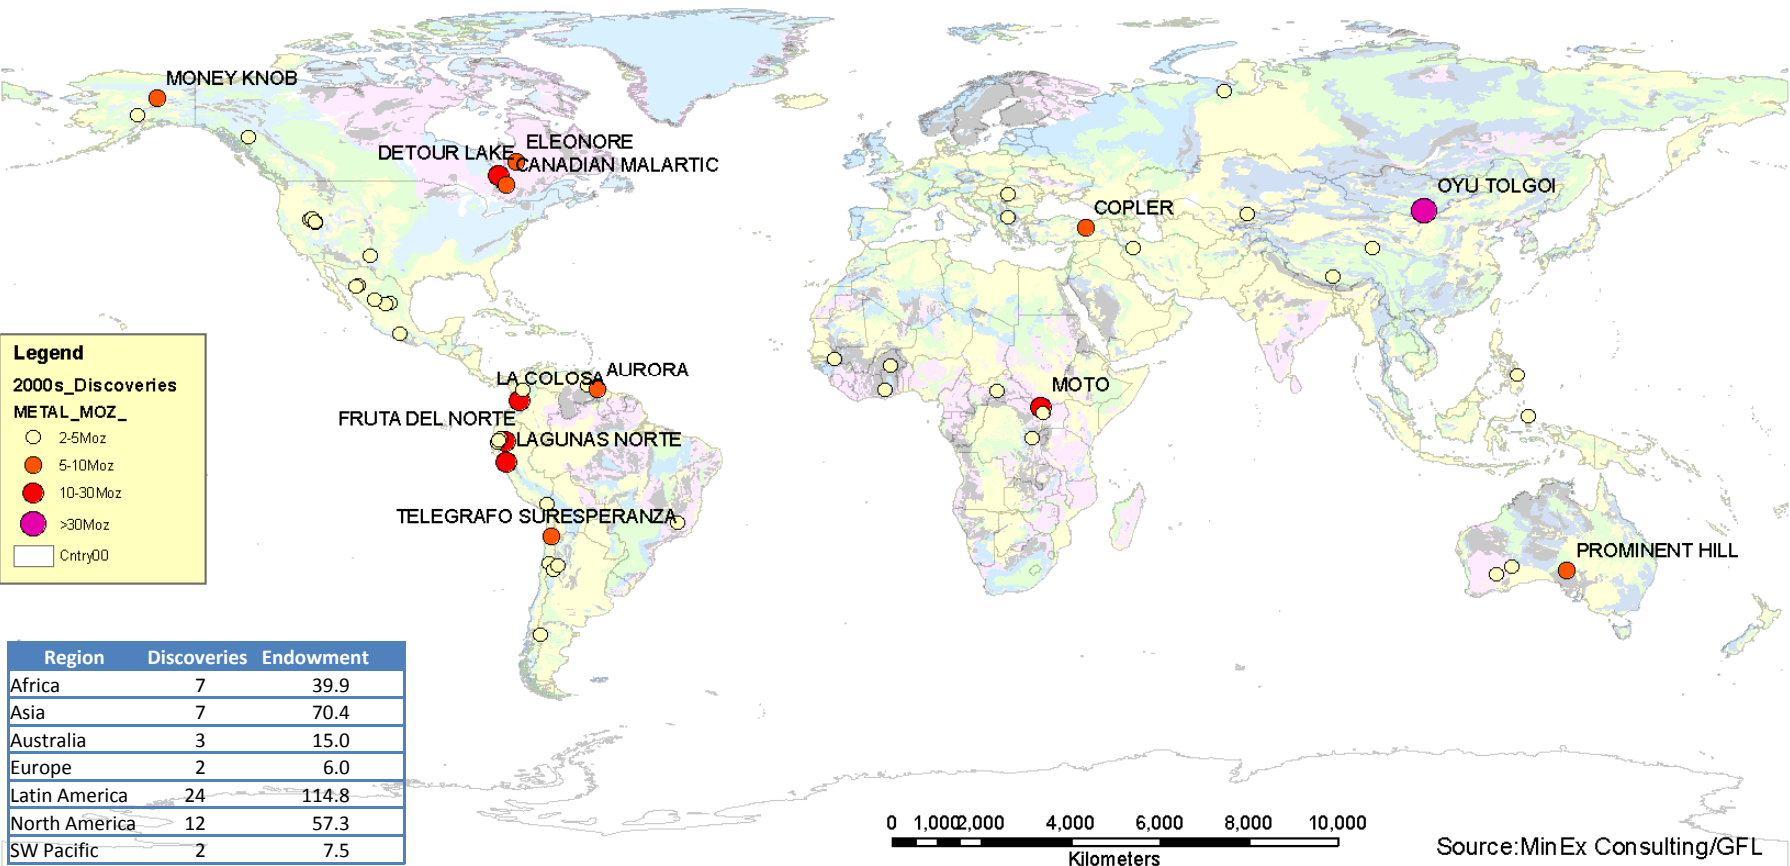 MONEY KNOB
ELEONORE
DETOUR LAKE
CANADIAN MALARTIC
OYU TOLGOI
COPLER
AURORA
LA COLOSA
MOTO
FRUTA DEL NORTE
LAGUNAS NORTE
TELEGRAFO SURESPERANZA
PROMINENT HILL
Legend
2000s_Discoveries
METAL_MOZ_
2-5Moz
5-10Moz
10-30Moz
>30Moz
Cntry00
Region Discoveries Endowment
Africa 7 39.9
Asia 7 70.4
Australia 3 15.0
Europe 2 6.0
Latin America 24 114.8
North America 12 57.3
SW Pacific 2 7.5
0 1,000 2,000 4,000 6,000 8,000 10,000
Kilometers
Source:MinEx Consulting/GFL